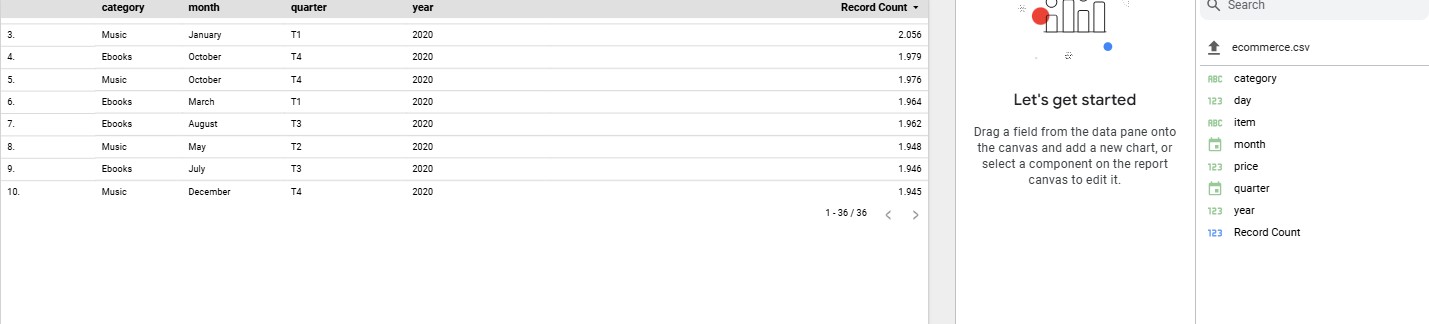 category month quarter year Record Count
3. Music January T1 2020 2.056
4. Ebooks October T4 2020 1.979
5. Music October T4 2020 1.976
6. Ebooks March T1 2020 1.964
7. Ebooks August T3 2020 1.962
8. Music May T2 2020 1.948
9. Ebooks July T3 2020 1.946
10. Music December T4 2020 1.945
1 - 36 / 36
Let's get started
Drag a field from the data pane onto
the canvas and add a new chart, or
select a component on the report
canvas to edit it.
Search
ecommerce.csv
ABC category
123 day
ABC item
month
123 price
quarter
123 year
123 Record Count